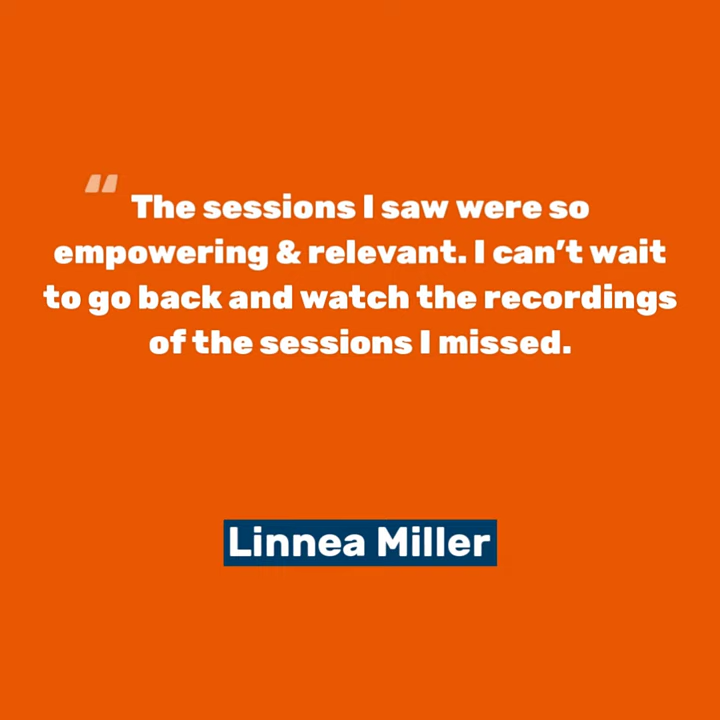 “
The sessions I saw were so
empowering & relevant. I can’t wait
to go back and watch the recordings
of the sessions I missed.
Linnea Miller